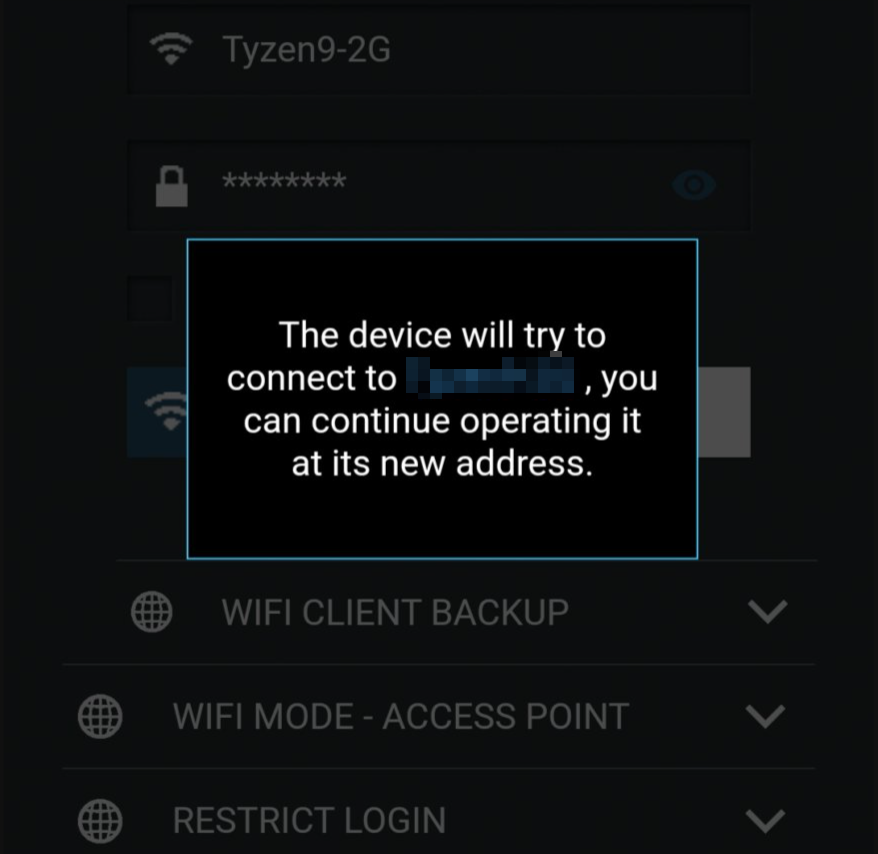 Tyzen9-2G
********
The device will try to
connect to , you
can continue operating it
at its new address.
WIFI CLIENT BACKUP
WIFI MODE - ACCESS POINT
RESTRICT LOGIN